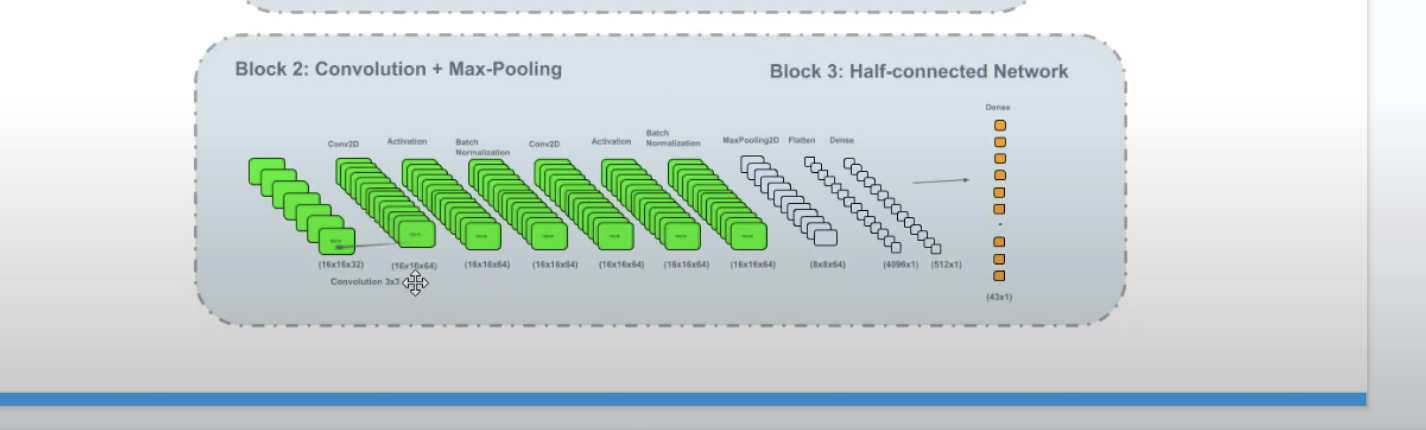 Block 2: Convolution + Max-Pooling
Block 3: Half-connected Network
Dense
Conv2D
Activation
Batch
Normalization
Conv2D
Activation
Batch
Normalization
MaxPooling2D
Flatten
Dense
(16x16x32)
(16x16x64)
(16x16x64)
(16x16x64)
(16x16x64)
(16x16x64)
(16x16x64)
(8x8x64)
(4096x1)
(512x1)
Convolution 3x3
(43x1)